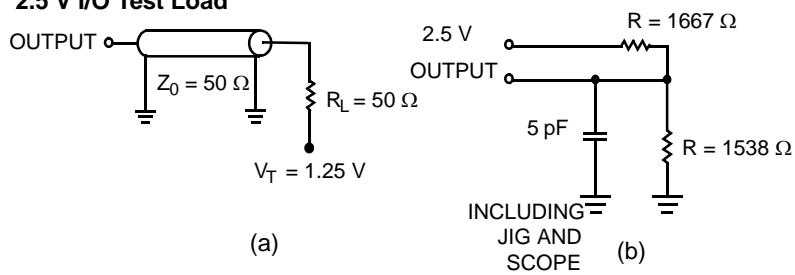 2.5 V I/O Test Load
OUTPUT
Z0 = 50 Ω
RL = 50 Ω
VT = 1.25 V
(a)
2.5 V
R = 1667 Ω
OUTPUT
5 pF
R = 1538 Ω
INCLUDING
JIG AND
SCOPE
(b)